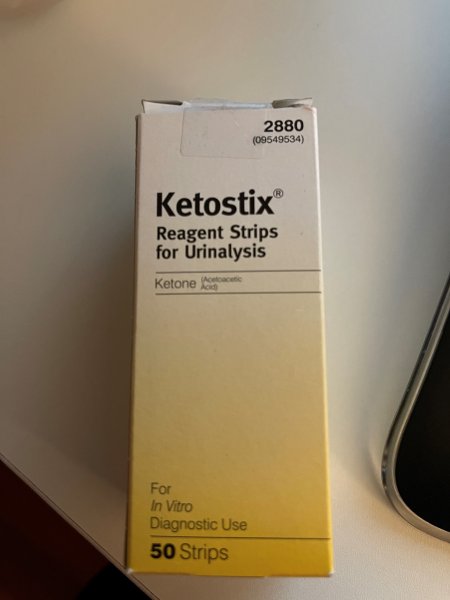 2880
(09549534)
Ketostix®
Reagent Strips
for Urinalysis
Ketone (Acetoacetic
Acid)
For
In Vitro
Diagnostic Use
50 Strips